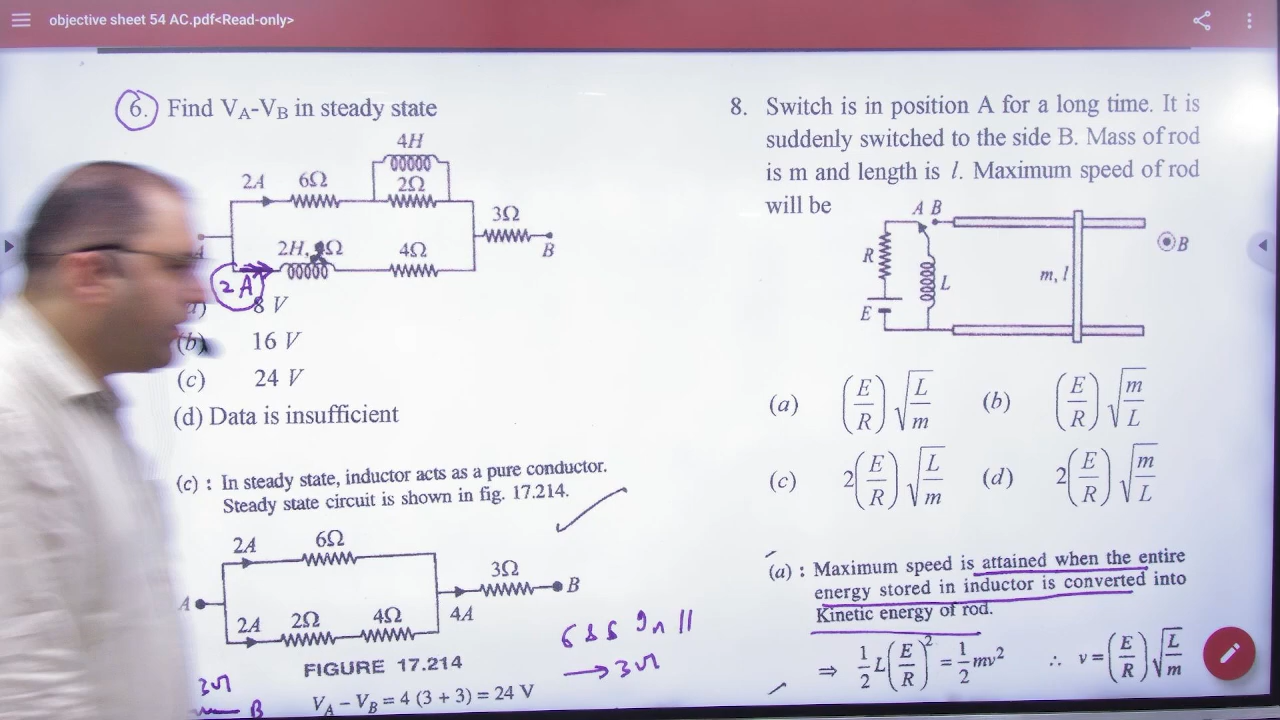 objective sheet 54 AC.pdf<Read-only>
6. Find V_A-V_B in steady state
4H
2A 6Ω 2Ω
3Ω
2H, Ω 4Ω
B
2A
8 V
(b) 16 V
(c) 24 V
(d) Data is insufficient
(c) : In steady state, inductor acts as a pure conductor.
Steady state circuit is shown in fig. 17.214.
2A 6Ω
3Ω
A B
2A 2Ω 4Ω 4A
FIGURE 17.214
V_A – V_B = 4 (3 + 3) = 24 V
6 & 6 In ||
→ 3Ω
3Ω
B
8. Switch is in position A for a long time. It is
suddenly switched to the side B. Mass of rod
is m and length is l. Maximum speed of rod
will be
A B
R
B
L
m, l
E
(a) (E/R) √(L/m) (b) (E/R) √(m/L)
(c) 2(E/R) √(L/m) (d) 2(E/R) √(m/L)
(a) : Maximum speed is attained when the entire
energy stored in inductor is converted into
Kinetic energy of rod.
⇒ 1/2 L(E/R)² = 1/2 mv² ∴ v = (E/R) √(L/m)